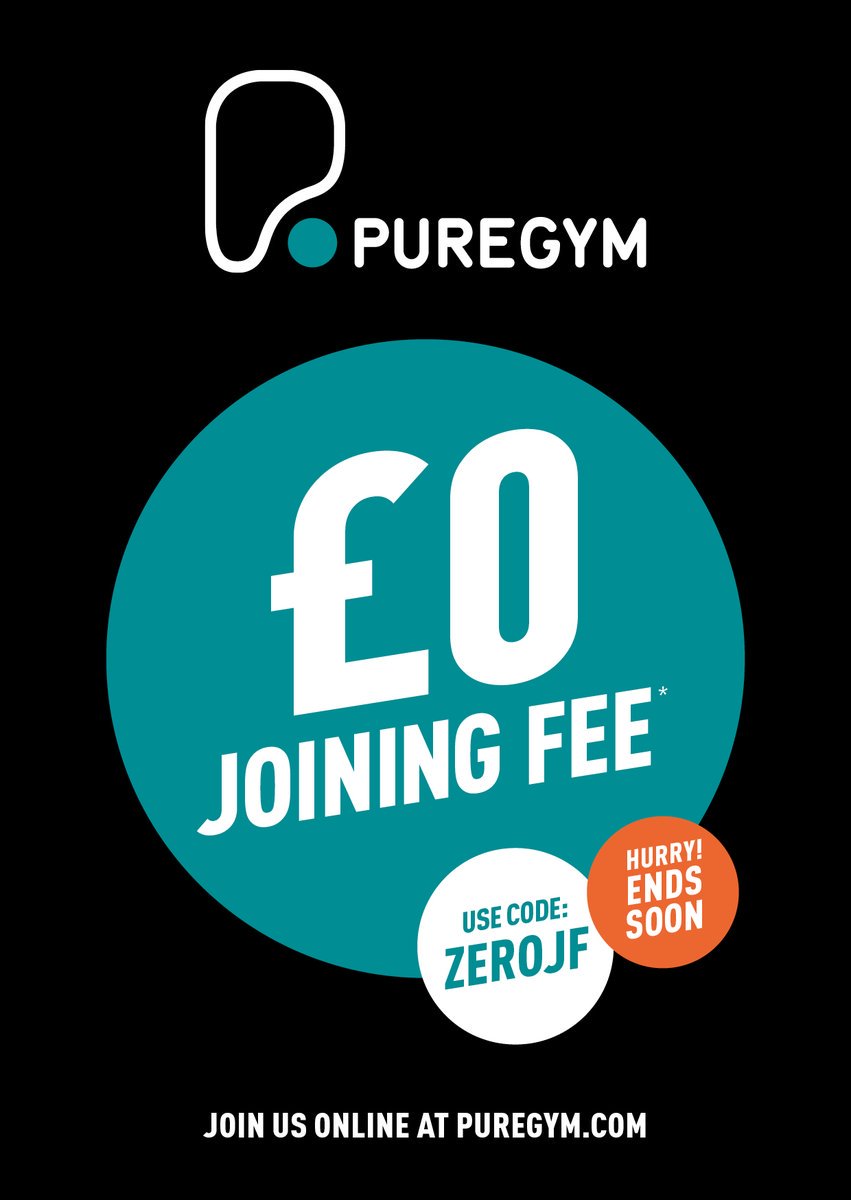 PUREGYM
£0
JOINING FEE*
USE CODE:
ZEROJF
HURRY!
ENDS
SOON
JOIN US ONLINE AT PUREGYM.COM